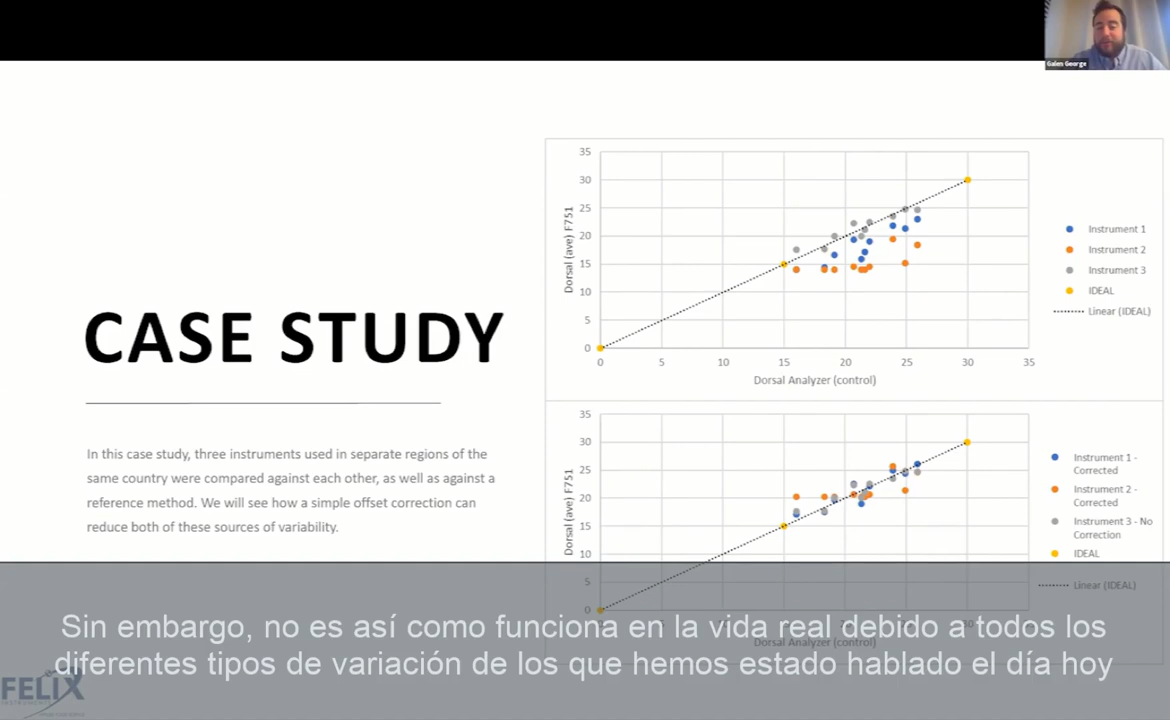 Galen George
CASE STUDY
In this case study, three instruments used in separate regions of the
same country were compared against each other, as well as against a
reference method. We will see how a simple offset correction can
reduce both of these sources of variability.
35
30
25
20
15
10
5
0
Dorsal (ave) F751
0 5 10 15 20 25 30 35
Dorsal Analyzer (control)
Instrument 1
Instrument 2
Instrument 3
IDEAL
Linear (IDEAL)
35
30
25
20
15
10
5
0
Dorsal (ave) F751
Dorsal Analyzer (control)
Instrument 1 -
Corrected
Instrument 2 -
Corrected
Instrument 3 - No
Correction
IDEAL
Linear (IDEAL)
Sin embargo, no es así como funciona en la vida real debido a todos los
diferentes tipos de variación de los que hemos estado hablado el día hoy
FELIX
INSTRUMENTS